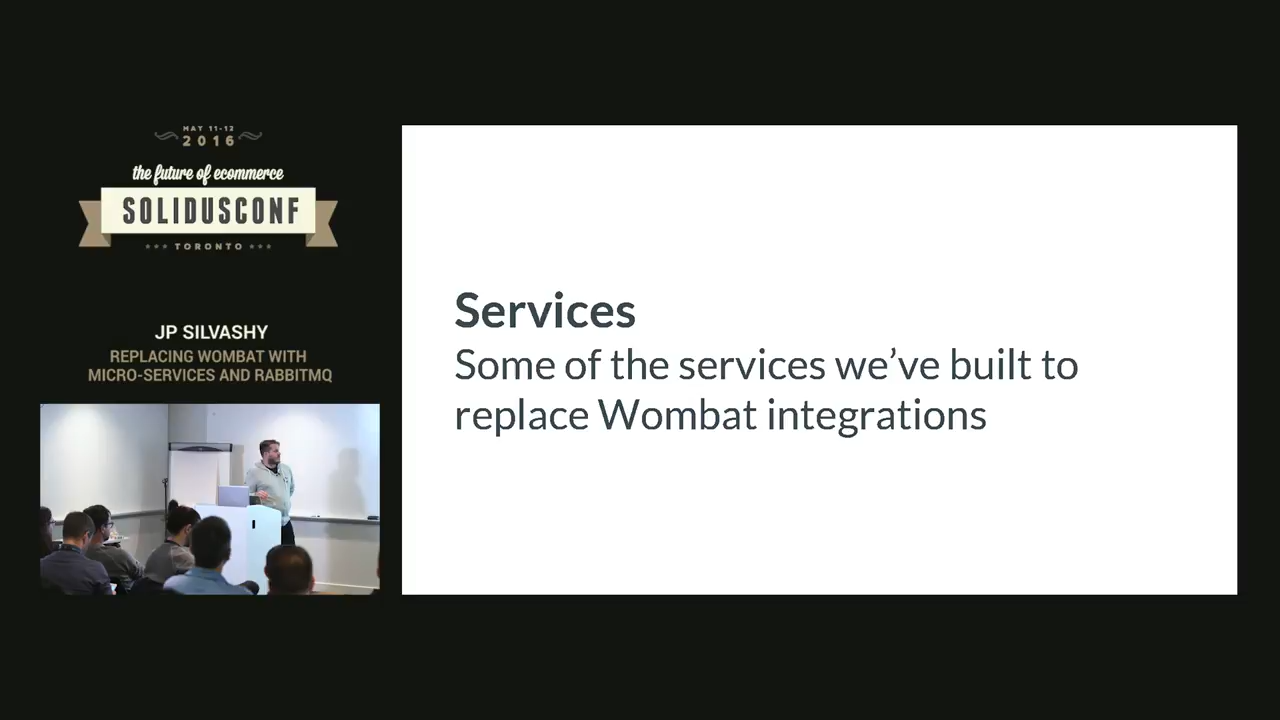 MAY 11-12
2016
the future of ecommerce
SOLIDUSCONF
TORONTO
JP SILVASHY
REPLACING WOMBAT WITH
MICRO-SERVICES AND RABBITMQ
Services
Some of the services we’ve built to
replace Wombat integrations